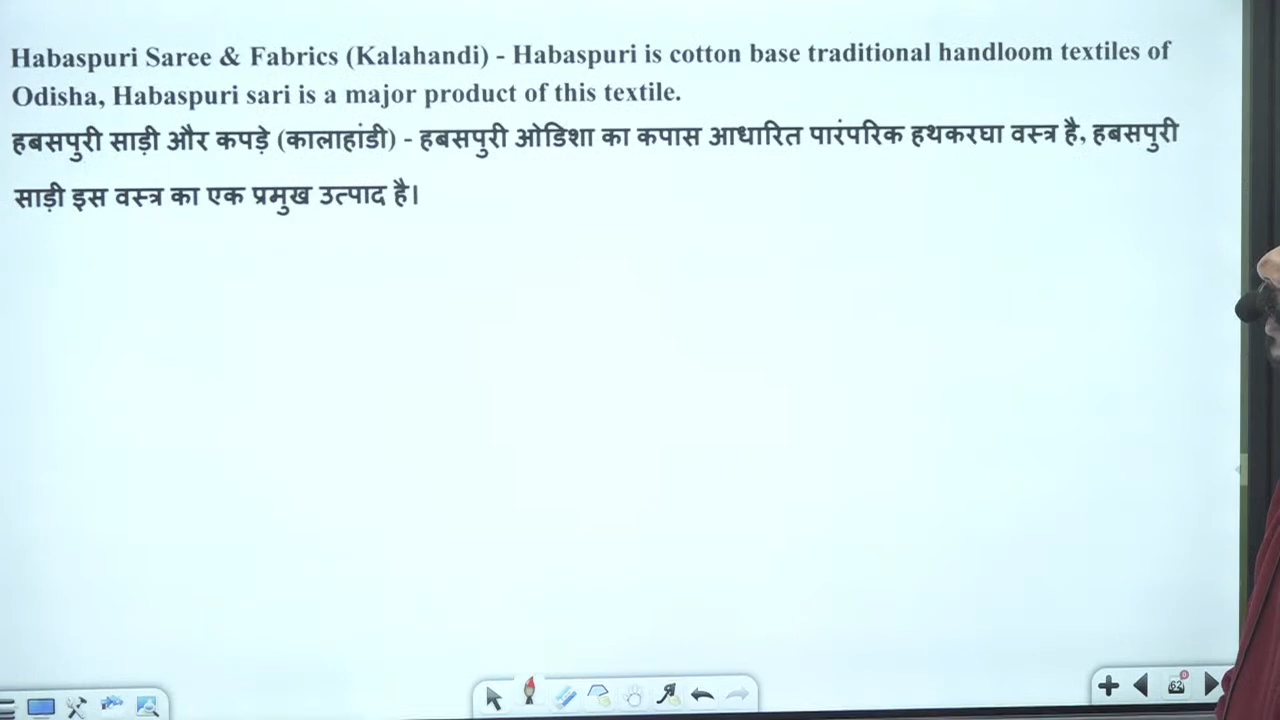 Habaspuri Saree & Fabrics (Kalahandi) - Habaspuri is cotton base traditional handloom textiles of
Odisha, Habaspuri sari is a major product of this textile.
हबसपुरी साड़ी और कपड़े (कालाहांडी) - हबसपुरी ओडिशा का कपास आधारित पारंपरिक हथकरघा वस्त्र है, हबसपुरी
साड़ी इस वस्त्र का एक प्रमुख उत्पाद है।
62